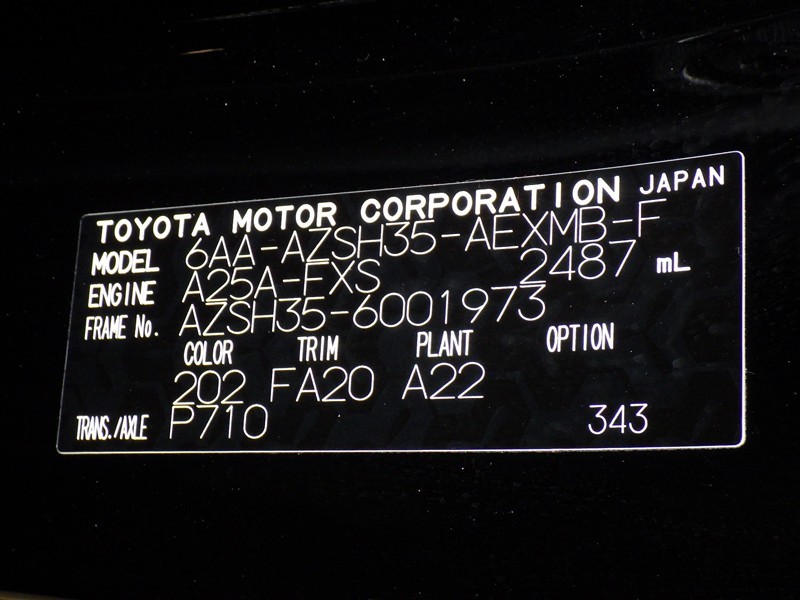 TOYOTA MOTOR CORPORATION JAPAN
MODEL 6AA-AZSH35-AEXMB-F
ENGINE A25A-FXS 2487 mL
FRAME No. AZSH35-6001973
COLOR TRIM PLANT OPTION
202 FA20 A22
TRANS./AXLE P710 343